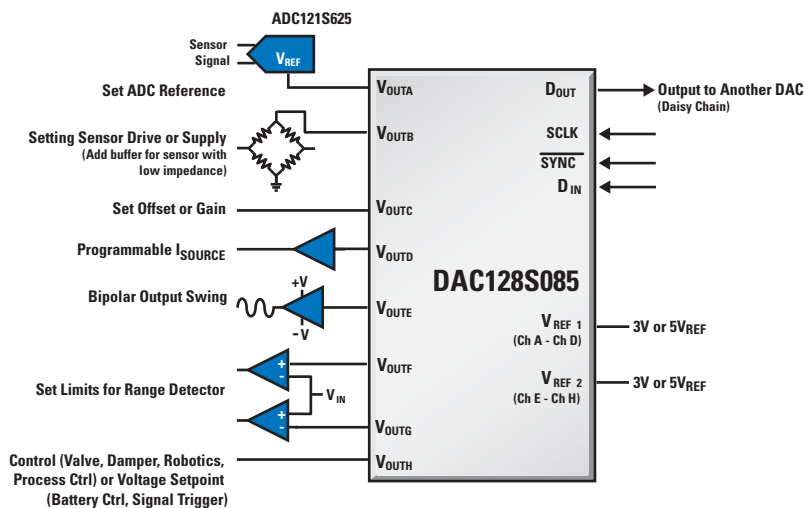 ADC121S625
Sensor
Signal
VREF
Set ADC Reference
Setting Sensor Drive or Supply
(Add buffer for sensor with
low impedance)
Set Offset or Gain
Programmable ISOURCE
Bipolar Output Swing
+V
-V
Set Limits for Range Detector
+
-
VIN
+
-
Control (Valve, Damper, Robotics,
Process Ctrl) or Voltage Setpoint
(Battery Ctrl, Signal Trigger)
VOUTA
VOUTB
VOUTC
VOUTD
VOUTE
VOUTF
VOUTG
VOUTH
DAC128S085
DOUT
SCLK
SYNC
DIN
VREF 1
(Ch A - Ch D)
VREF 2
(Ch E - Ch H)
Output to Another DAC
(Daisy Chain)
3V or 5VREF
3V or 5VREF